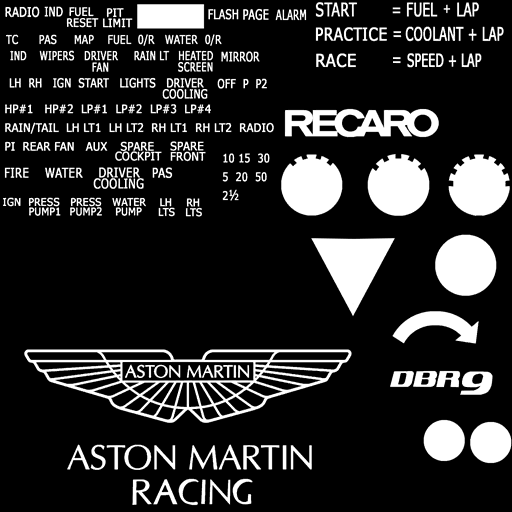 RADIO IND FUEL RESET PIT LIMIT FLASH PAGE ALARM
TC PAS MAP FUEL O/R WATER O/R
IND WIPERS DRIVER FAN RAIN LT HEATED SCREEN MIRROR
LH RH IGN START LIGHTS DRIVER COOLING OFF P P2
HP#1 HP#2 LP#1 LP#2 LP#3 LP#4
RAIN/TAIL LH LT1 LH LT2 RH LT1 RH LT2 RADIO
PI REAR FAN AUX SPARE COCKPIT SPARE FRONT
10 15 30
FIRE WATER DRIVER COOLING PAS
5 20 50
2½
IGN PRESS PUMP1 PRESS PUMP2 WATER PUMP LH LTS RH LTS
START = FUEL + LAP
PRACTICE = COOLANT + LAP
RACE = SPEED + LAP
RECARO
DBR9
ASTON MARTIN
ASTON MARTIN
RACING